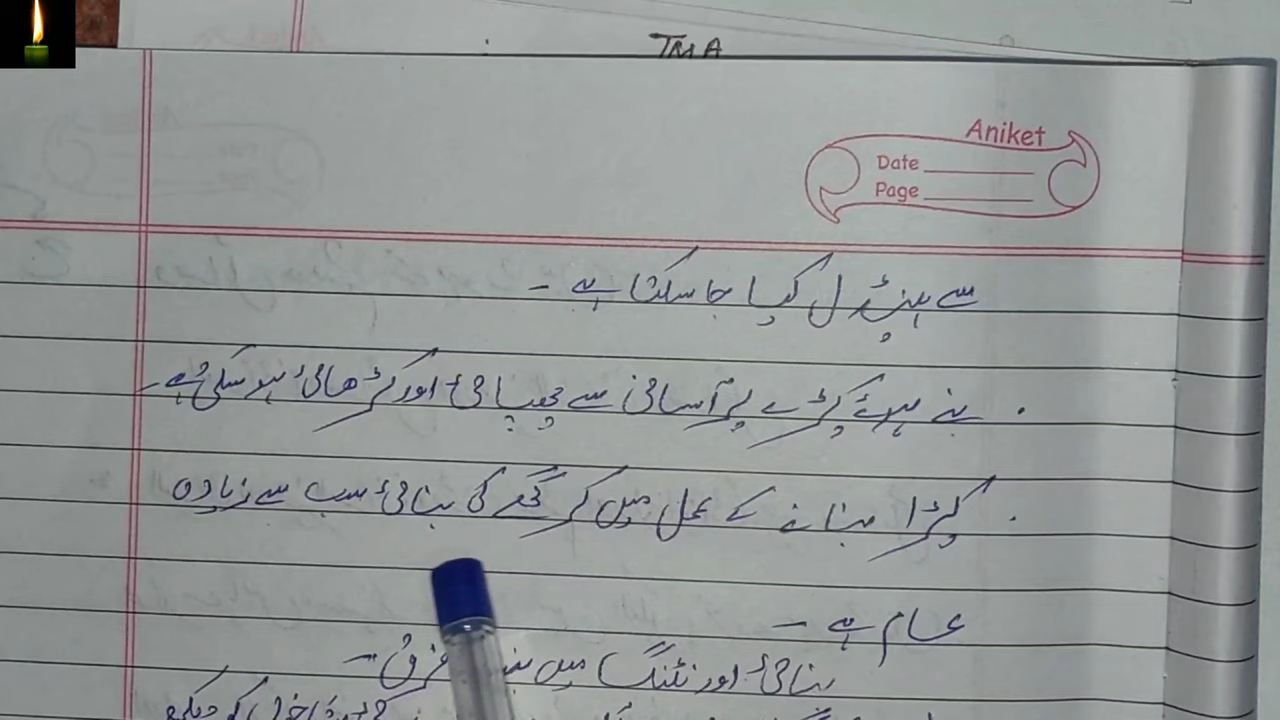 TMA
Aniket
Date
Page
سے ہینڈل کیا جا سکتا ہے -
. بنے ہوئے کپڑے پر آسانی سے چھپائی اور کڑھائی ہو سکتی ہے -
. کپڑا بنانے کے عمل میں کر گھر کی بنائی سب سے زیادہ
عام ہے -
بنائی اور نٹنگ میں فرق -